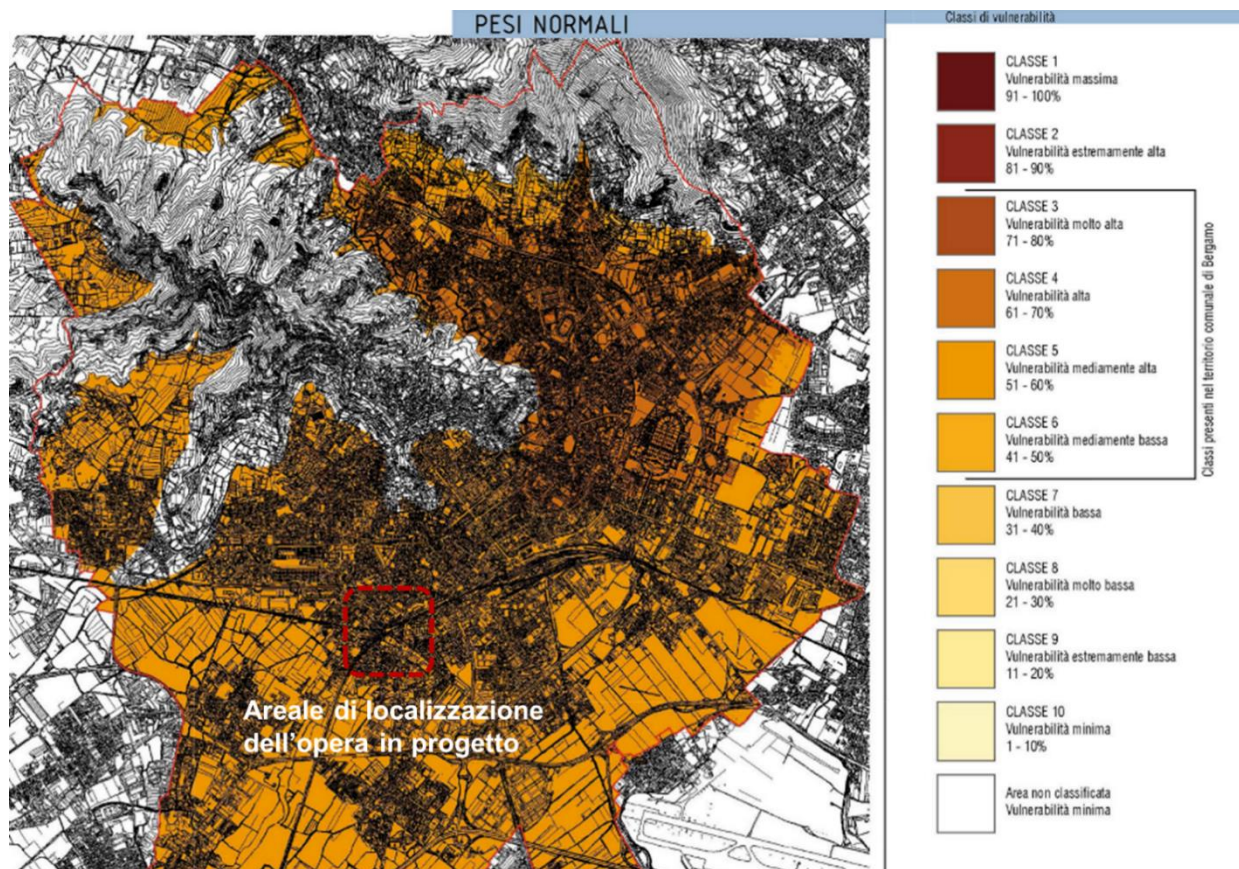 PESI NORMALI
Classi di vulnerabilità
CLASSE 1
Vulnerabilità massima
91 - 100%
CLASSE 2
Vulnerabilità estremamente alta
81 - 90%
CLASSE 3
Vulnerabilità molto alta
71 - 80%
CLASSE 4
Vulnerabilità alta
61 - 70%
CLASSE 5
Vulnerabilità mediamente alta
51 - 60%
CLASSE 6
Vulnerabilità mediamente bassa
41 - 50%
Classi presenti nel territorio comunale di Bergamo
CLASSE 7
Vulnerabilità bassa
31 - 40%
CLASSE 8
Vulnerabilità molto bassa
21 - 30%
CLASSE 9
Vulnerabilità estremamente bassa
11 - 20%
CLASSE 10
Vulnerabilità minima
1 - 10%
Area non classificata
Vulnerabilità minima
Areale di localizzazione
dell'opera in progetto